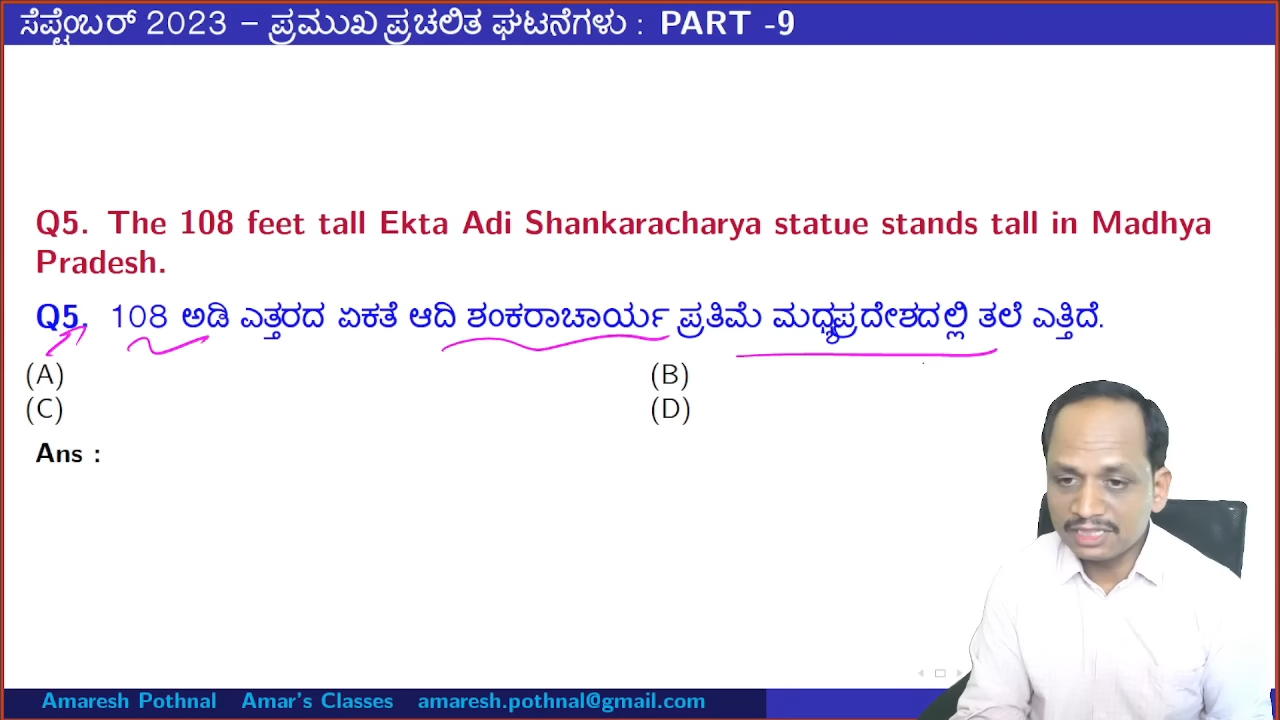 ಸೆಪ್ಟೆಂಬರ್ 2023 – ಪ್ರಮುಖ ಪ್ರಚಲಿತ ಘಟನೆಗಳು : PART -9
Q5. The 108 feet tall Ekta Adi Shankaracharya statue stands tall in Madhya
Pradesh.
Q5. 108 ಅಡಿ ಎತ್ತರದ ಏಕತೆ ಆದಿ ಶಂಕರಾಚಾರ್ಯ ಪ್ರತಿಮೆ ಮಧ್ಯಪ್ರದೇಶದಲ್ಲಿ ತಲೆ ಎತ್ತಿದೆ.
(A) (B)
(C) (D)
Ans :
Amaresh Pothnal Amar's Classes amaresh.pothnal@gmail.com